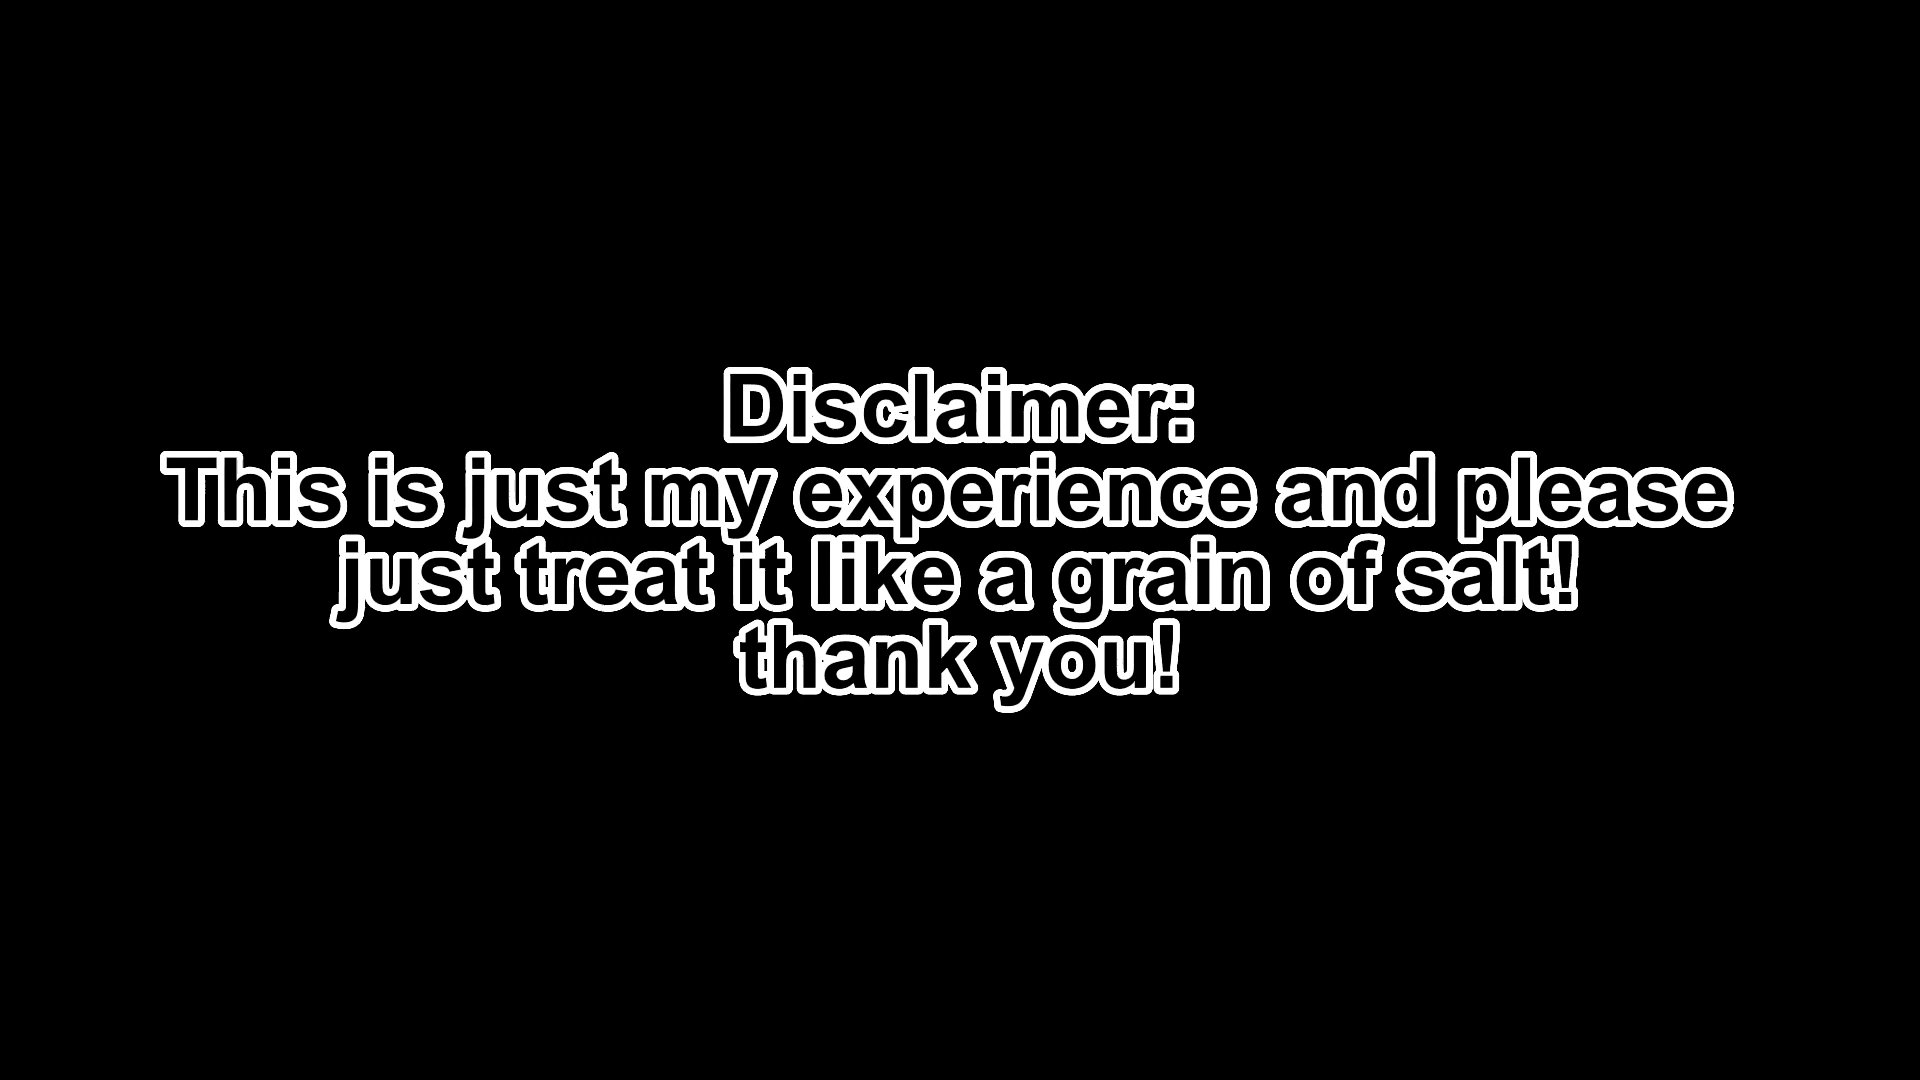 Disclaimer:
This is just my experience and please
just treat it like a grain of salt!
thank you!